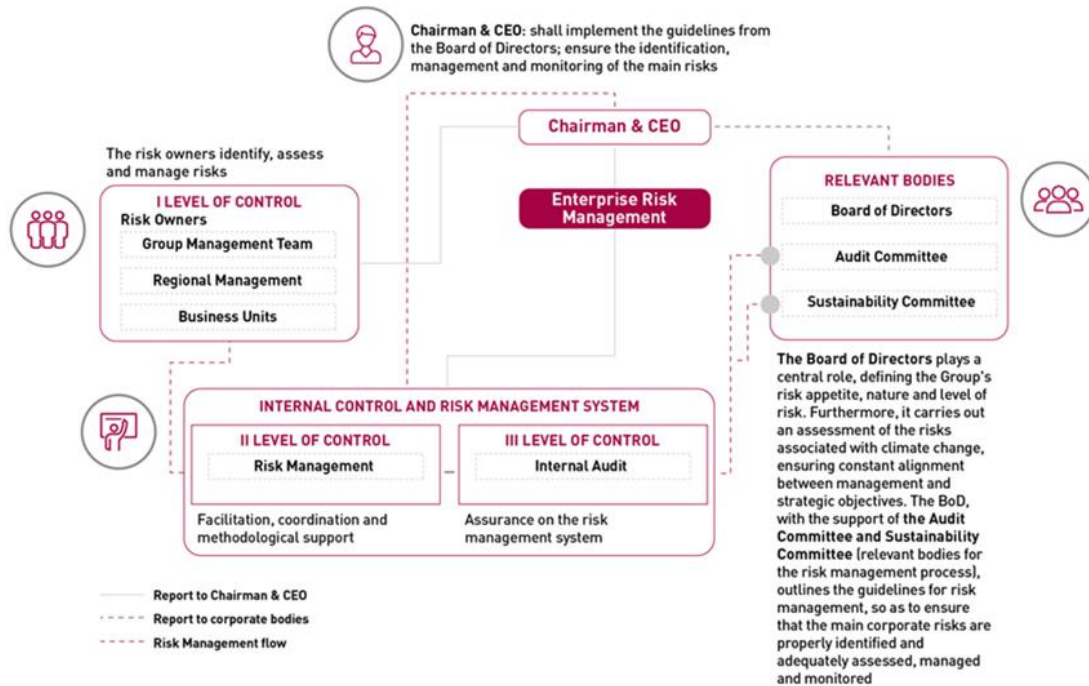 Chairman & CEO: shall implement the guidelines from
the Board of Directors; ensure the identification,
management and monitoring of the main risks
Chairman & CEO
The risk owners identify, assess
and manage risks
I LEVEL OF CONTROL
Risk Owners
Group Management Team
Regional Management
Business Units
Enterprise Risk
Management
RELEVANT BODIES
Board of Directors
Audit Committee
Sustainability Committee
The Board of Directors plays a
central role, defining the Group's
risk appetite, nature and level of
risk. Furthermore, it carries out
an assessment of the risks
associated with climate change,
ensuring constant alignment
between management and
strategic objectives. The BoD,
with the support of the Audit
Committee and Sustainability
Committee (relevant bodies for
the risk management process),
outlines the guidelines for risk
management, so as to ensure
that the main corporate risks are
properly identified and
adequately assessed, managed
and monitored
INTERNAL CONTROL AND RISK MANAGEMENT SYSTEM
II LEVEL OF CONTROL
Risk Management
III LEVEL OF CONTROL
Internal Audit
Facilitation, coordination and
methodological support
Assurance on the risk
management system
Report to Chairman & CEO
Report to corporate bodies
Risk Management flow